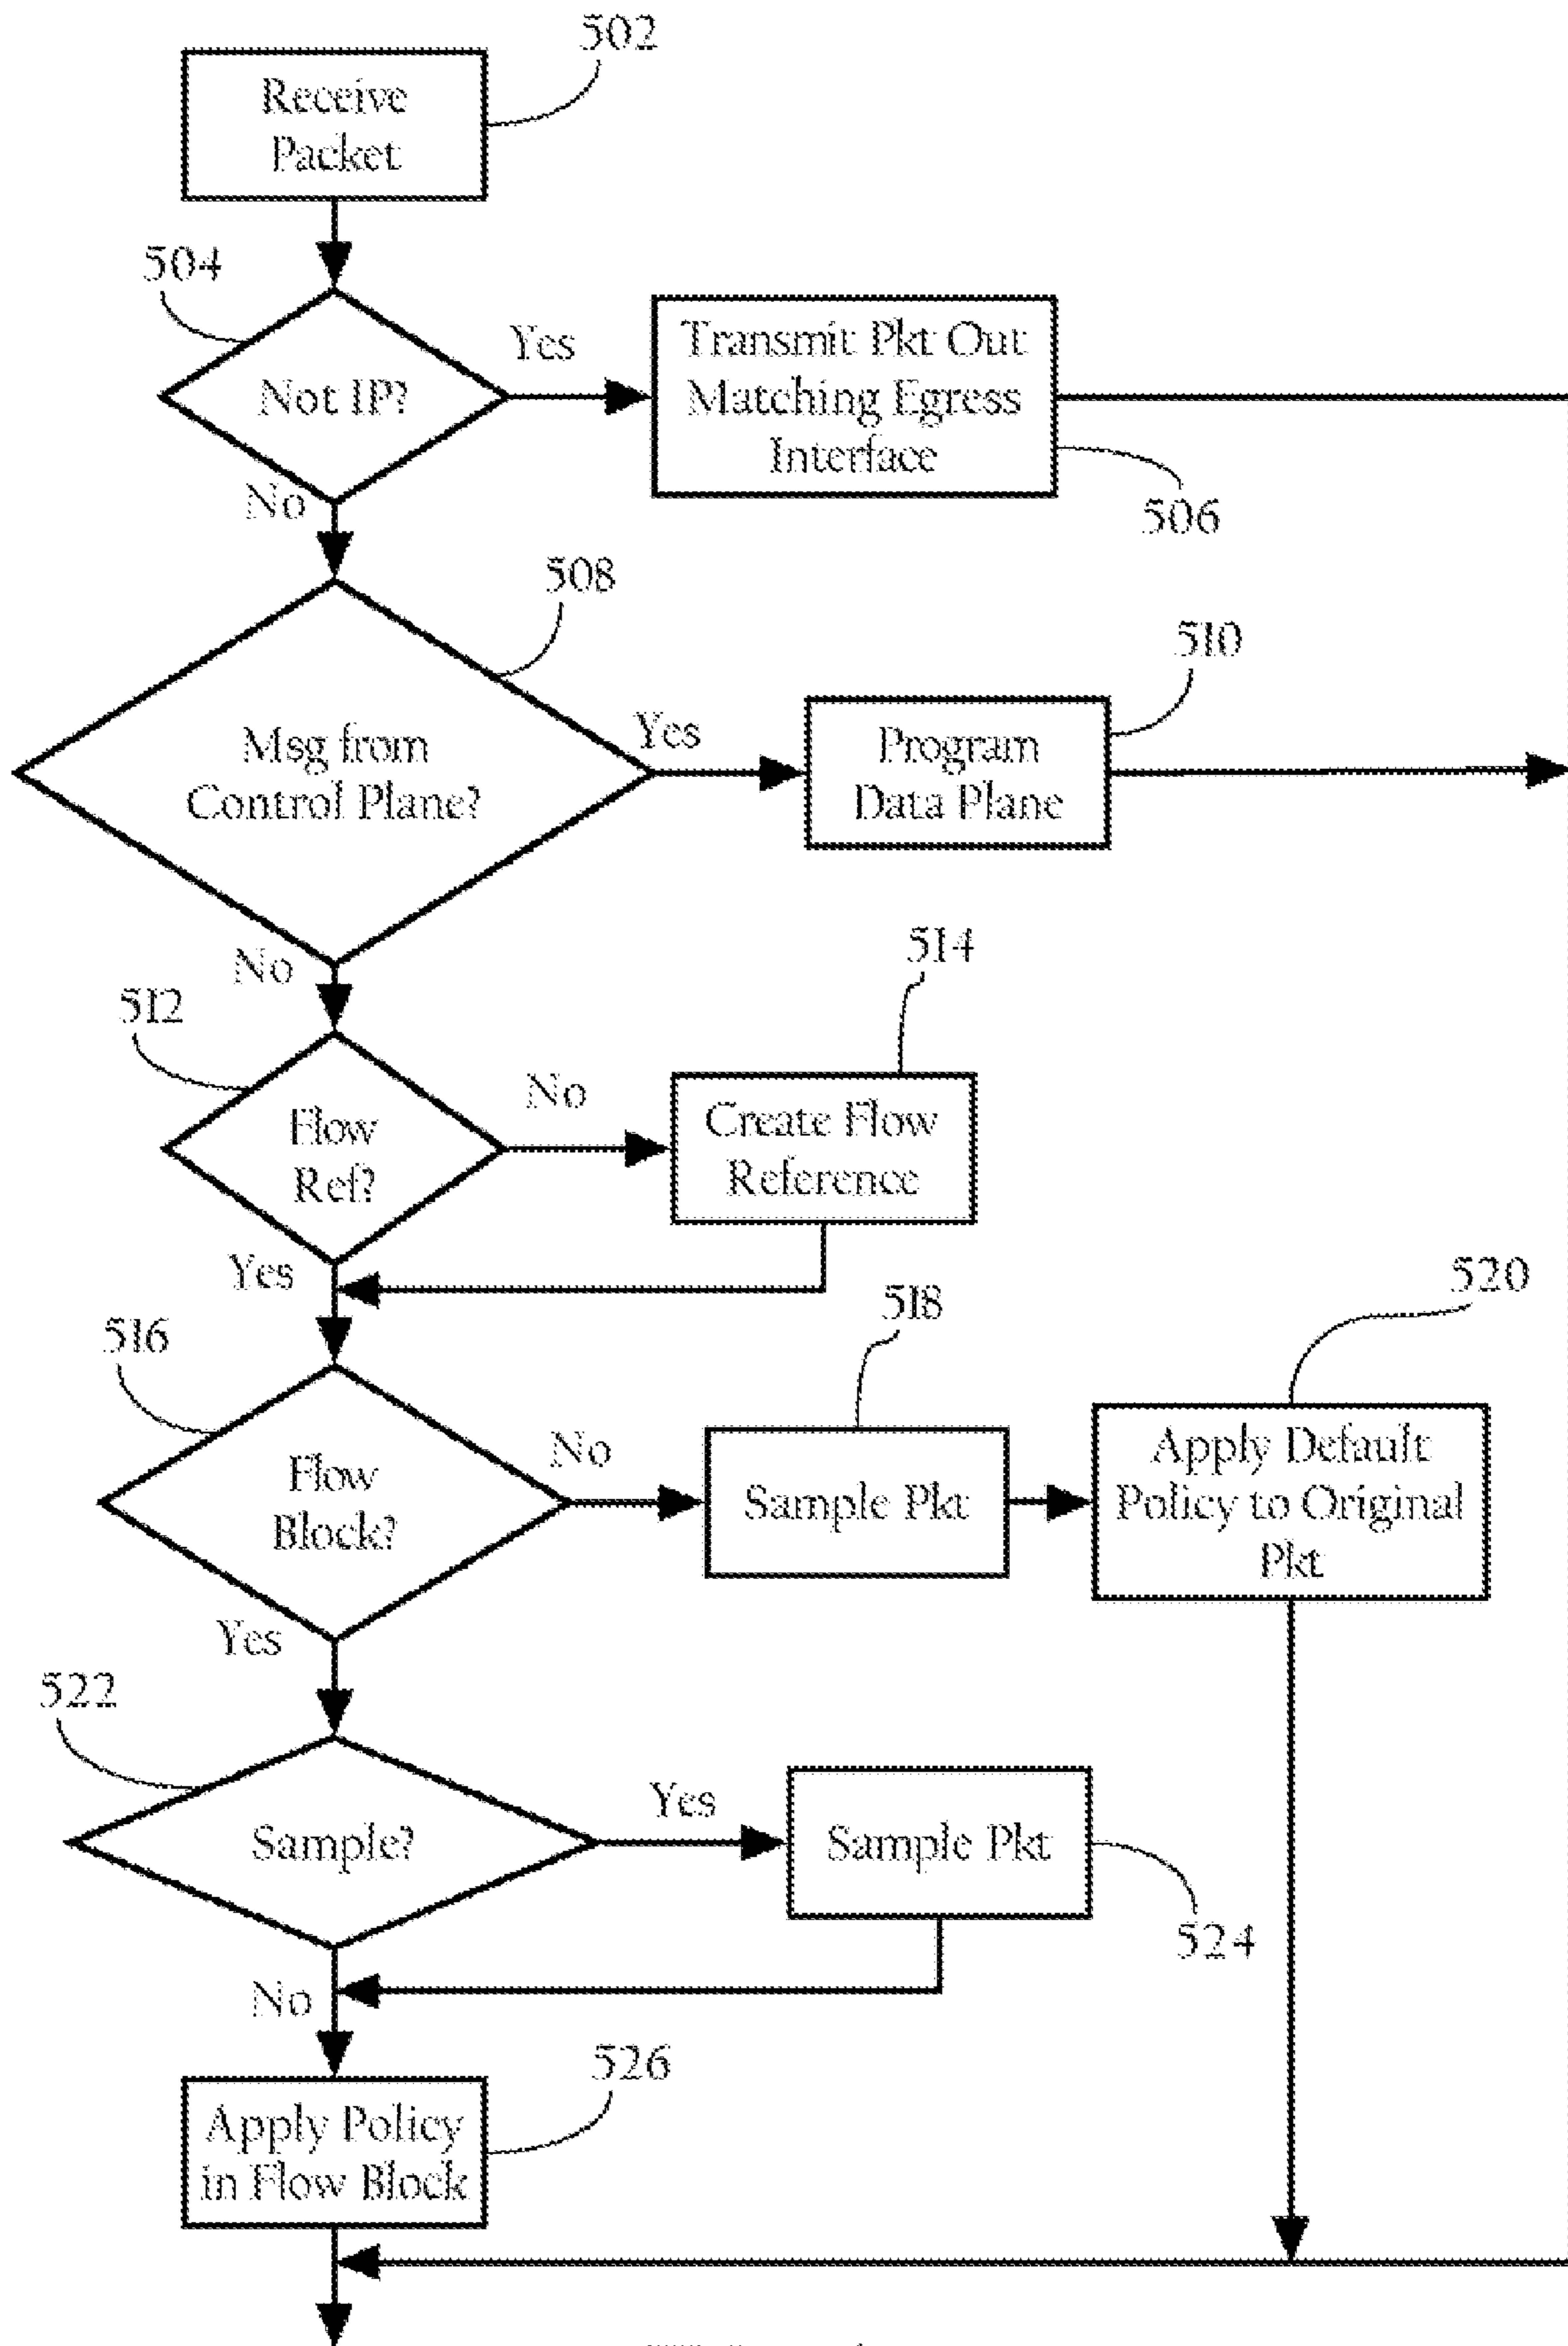 502
Receive
Packet
504
Not IP?
Yes
Transmit Pkt Out
Matching Egress
Interface
506
No
508
Msg from
Control Plane?
Yes
510
Program
Data Plane
No
512
514
Flow
Ref?
No
Create Flow
Reference
Yes
516
518
520
Flow
Block?
No
Sample Pkt
Apply Default
Policy to Original
Pkt
Yes
522
Sample?
Yes
Sample Pkt
524
No
526
Apply Policy
in Flow Block